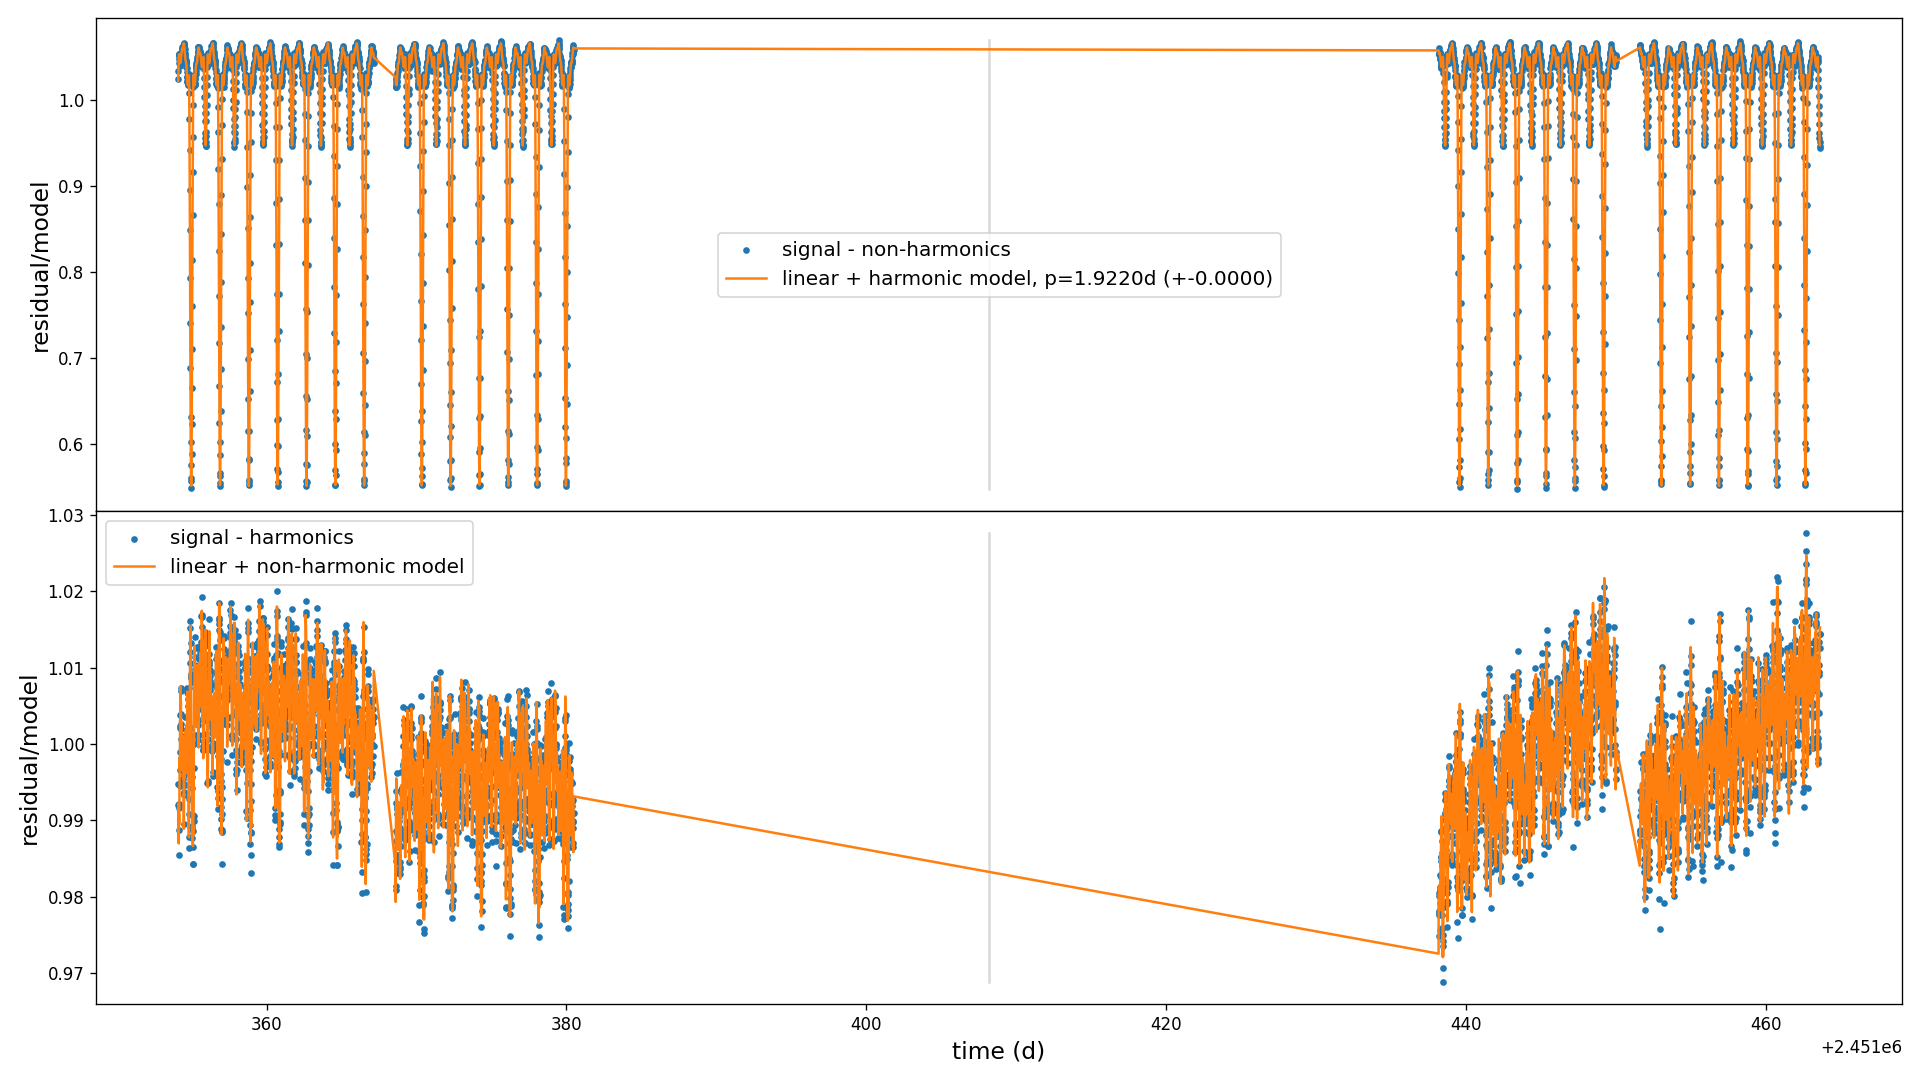 1.0
0.9
0.8
0.7
0.6
residual/model
signal - non-harmonics
linear + harmonic model, p=1.9220d (+-0.0000)
1.03
1.02
1.01
1.00
0.99
0.98
0.97
residual/model
signal - harmonics
linear + non-harmonic model
360 380 400 420 440 460
time (d)
+2.451e6